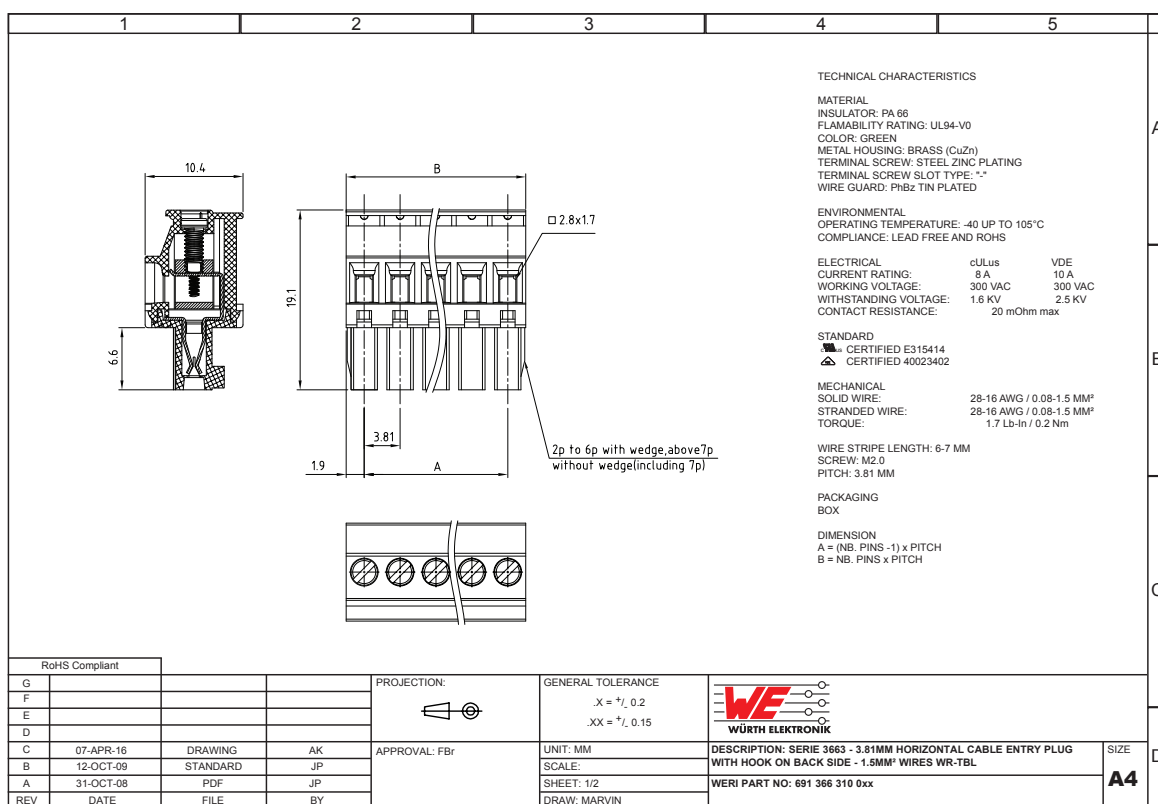 1 2 3 4 5
A
B
C
D
TECHNICAL CHARACTERISTICS
MATERIAL
INSULATOR: PA 66
FLAMABILITY RATING: UL94-V0
COLOR: GREEN
METAL HOUSING: BRASS (CuZn)
TERMINAL SCREW: STEEL ZINC PLATING
TERMINAL SCREW SLOT TYPE: "-"
WIRE GUARD: PhBz TIN PLATED
ENVIRONMENTAL
OPERATING TEMPERATURE: -40 UP TO 105°C
COMPLIANCE: LEAD FREE AND ROHS
ELECTRICAL cULus VDE
CURRENT RATING: 8 A 10 A
WORKING VOLTAGE: 300 VAC 300 VAC
WITHSTANDING VOLTAGE: 1.6 KV 2.5 KV
CONTACT RESISTANCE: 20 mOhm max
STANDARD
CERTIFIED E315414
CERTIFIED 40023402
MECHANICAL
SOLID WIRE: 28-16 AWG / 0.08-1.5 MM²
STRANDED WIRE: 28-16 AWG / 0.08-1.5 MM²
TORQUE: 1.7 Lb-In / 0.2 Nm
WIRE STRIPE LENGTH: 6-7 MM
SCREW: M2.0
PITCH: 3.81 MM
PACKAGING
BOX
DIMENSION
A = (NB. PINS -1) x PITCH
B = NB. PINS x PITCH
10.4
B
□ 2.8x1.7
19.1
6.6
3.81
1.9
A
2p to 6p with wedge,above7p
without wedge(including 7p)
RoHS Compliant
G
F
E
D
C 07-APR-16 DRAWING AK
B 12-OCT-09 STANDARD JP
A 31-OCT-08 PDF JP
REV DATE FILE BY
PROJECTION:
APPROVAL: FBr
GENERAL TOLERANCE
.X = +/- 0.2
.XX = +/- 0.15
UNIT: MM
SCALE:
SHEET: 1/2
DRAW: MARVIN
WE
WÜRTH ELEKTRONIK
DESCRIPTION: SERIE 3663 - 3.81MM HORIZONTAL CABLE ENTRY PLUG
WITH HOOK ON BACK SIDE - 1.5MM² WIRES WR-TBL
WERI PART NO: 691 366 310 0xx
SIZE
A4